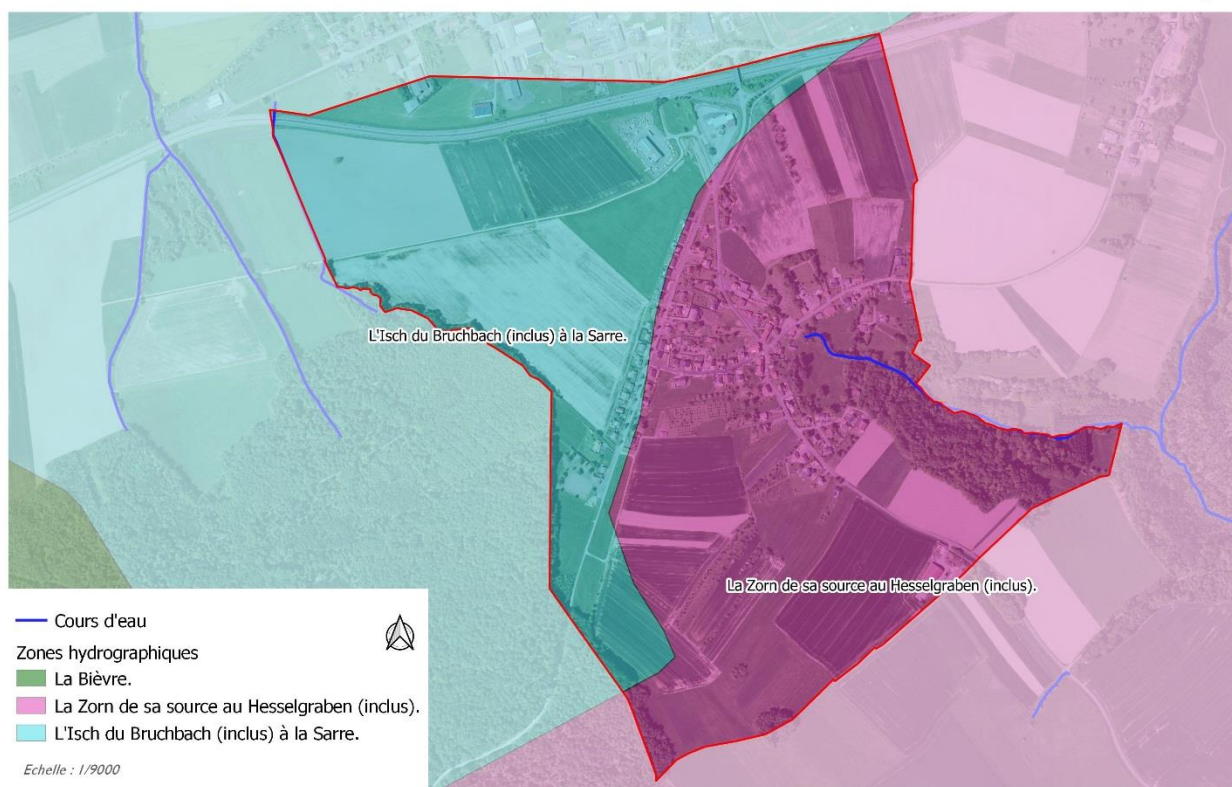 L'Isch du Bruchbach (inclus) à la Sarre.
La Zorn de sa source au Hesselgraben (inclus).
Cours d'eau
Zones hydrographiques
La Bièvre.
La Zorn de sa source au Hesselgraben (inclus).
L'Isch du Bruchbach (inclus) à la Sarre.
Echelle : 1/9000